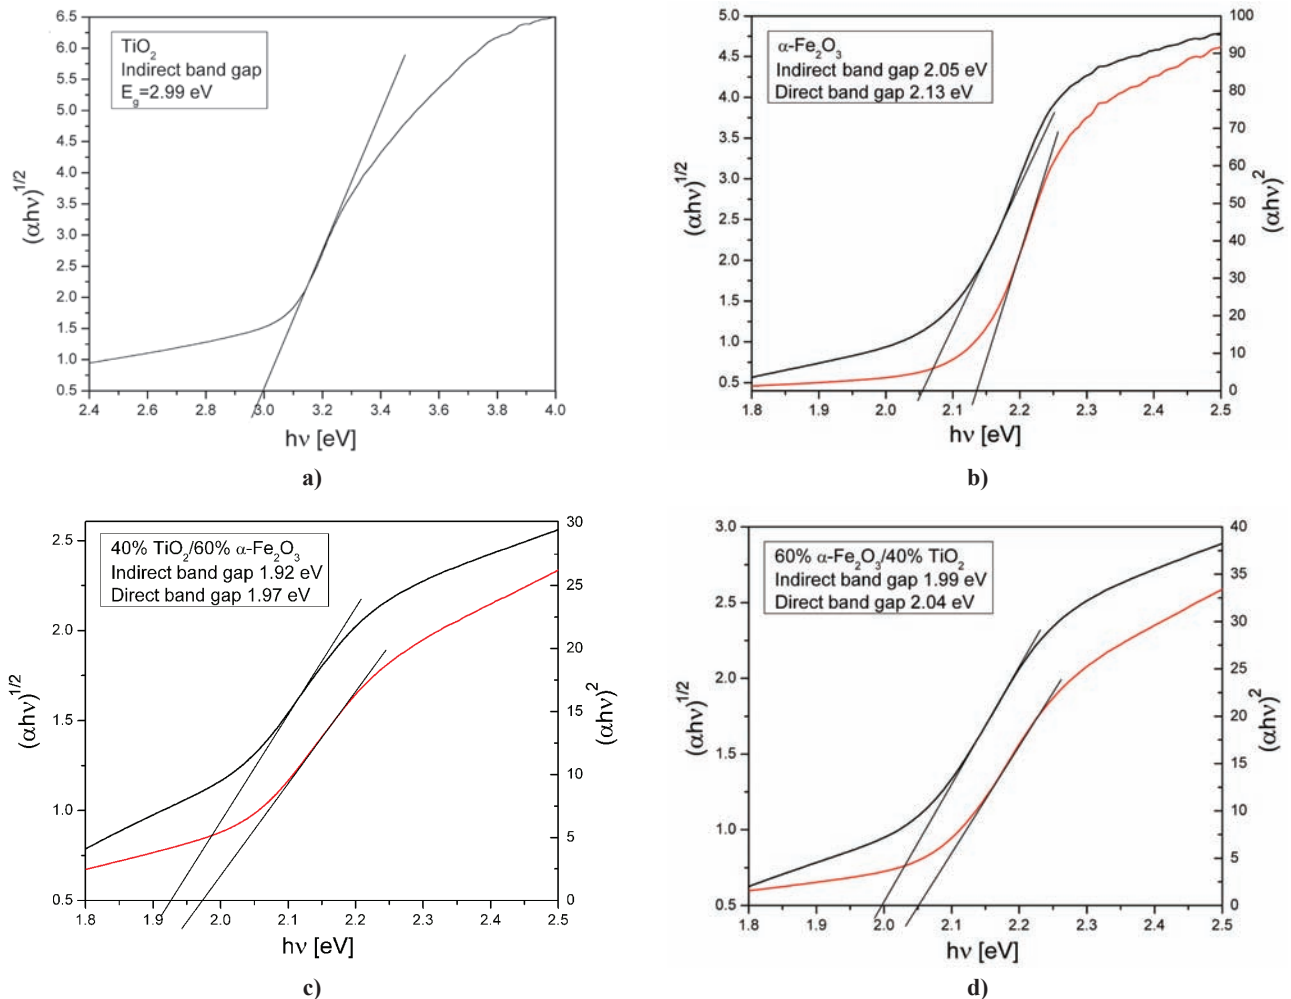 TiO2
Indirect band gap
Eg=2.99 eV
6.5
6.0
5.5
5.0
4.5
4.0
3.5
3.0
2.5
2.0
1.5
1.0
0.5
(αhν)1/2
2.4 2.6 2.8 3.0 3.2 3.4 3.6 3.8 4.0
hν [eV]
a)
α-Fe2O3
Indirect band gap 2.05 eV
Direct band gap 2.13 eV
5.0
4.5
4.0
3.5
3.0
2.5
2.0
1.5
1.0
0.5
(αhν)1/2
100
90
80
70
60
50
40
30
20
10
0
(αhν)2
1.8 1.9 2.0 2.1 2.2 2.3 2.4 2.5
hν [eV]
b)
40% TiO2/60% α-Fe2O3
Indirect band gap 1.92 eV
Direct band gap 1.97 eV
2.5
2.0
1.5
1.0
0.5
(αhν)1/2
30
25
20
15
10
5
0
(αhν)2
1.8 1.9 2.0 2.1 2.2 2.3 2.4 2.5
hν [eV]
c)
60% α-Fe2O3/40% TiO2
Indirect band gap 1.99 eV
Direct band gap 2.04 eV
3.0
2.5
2.0
1.5
1.0
0.5
(αhν)1/2
40
35
30
25
20
15
10
5
0
(αhν)2
1.8 1.9 2.0 2.1 2.2 2.3 2.4 2.5
hν [eV]
d)